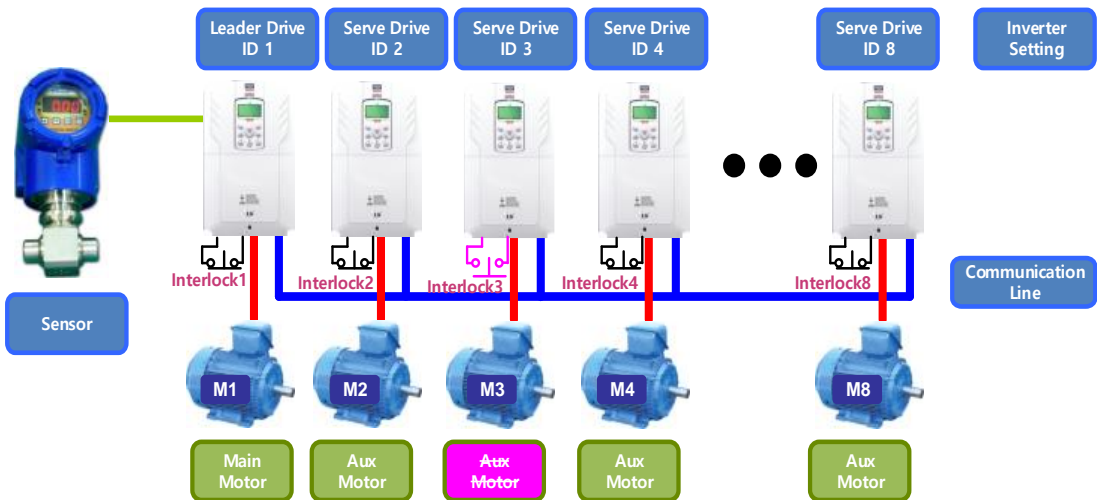 Leader Drive
ID 1
Serve Drive
ID 2
Serve Drive
ID 3
Serve Drive
ID 4
Serve Drive
ID 8
Inverter
Setting
Interlock1
Interlock2
Interlock3
Interlock4
Interlock8
Communication
Line
Sensor
M1
M2
M3
M4
M8
Main
Motor
Aux
Motor
Aux
Motor
Aux
Motor
Aux
Motor